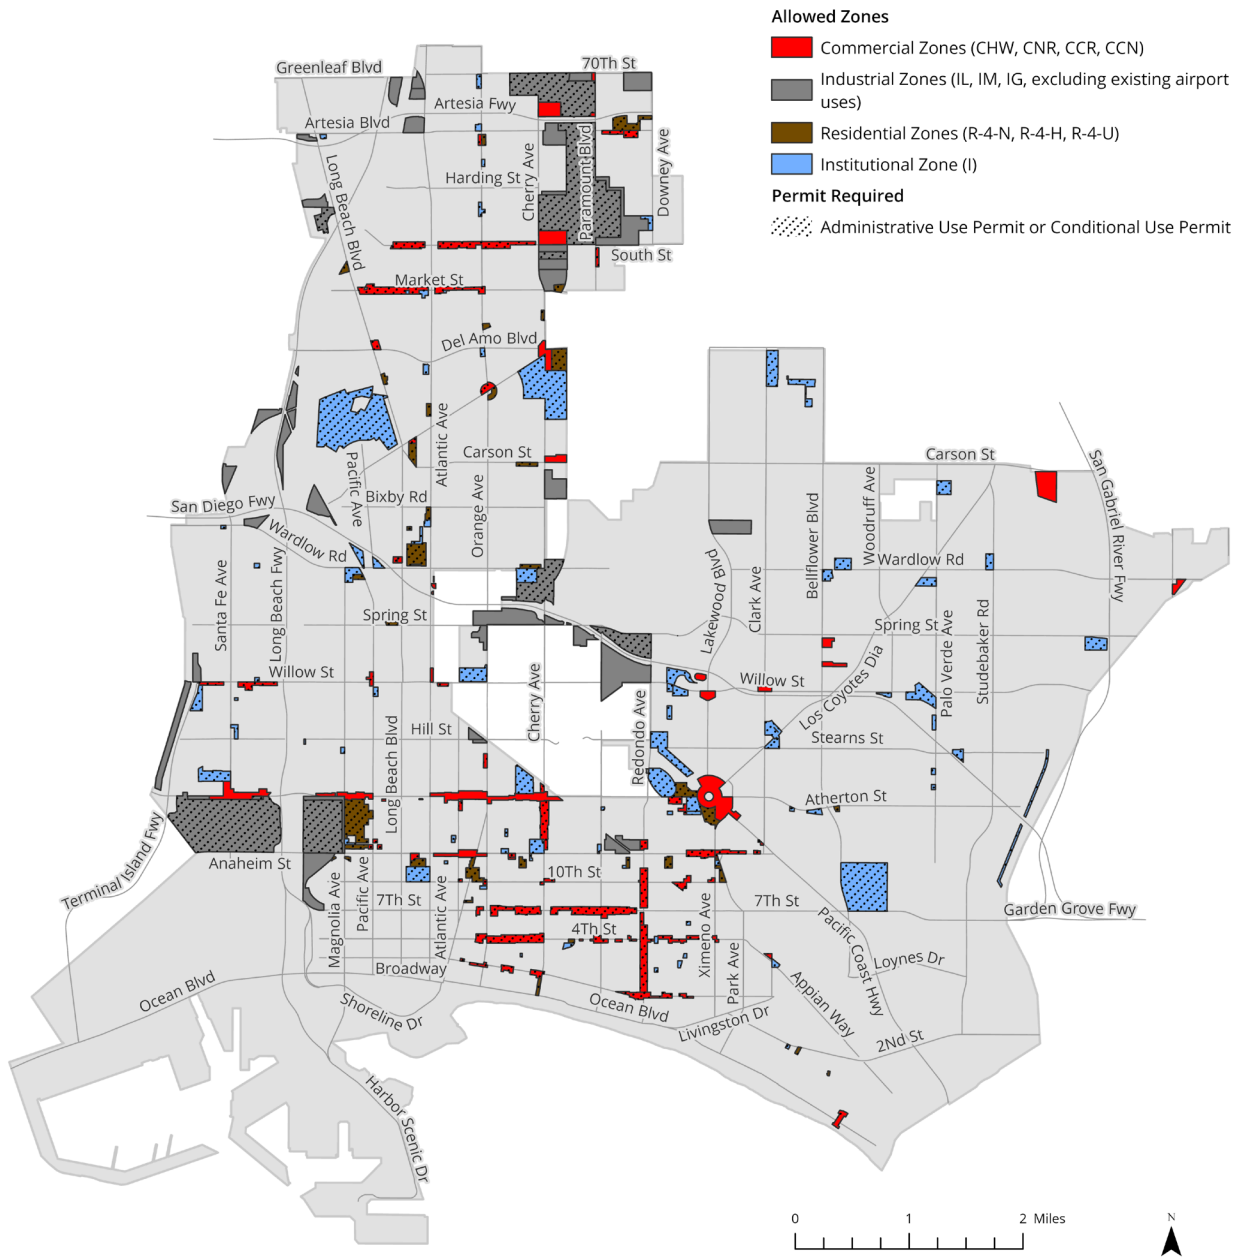 Allowed Zones
Commercial Zones (CHW, CNR, CCR, CCN)
Industrial Zones (IL, IM, IG, excluding existing airport
uses)
Residential Zones (R-4-N, R-4-H, R-4-U)
Institutional Zone (I)
Permit Required
Administrative Use Permit or Conditional Use Permit
Greenleaf Blvd
70Th St
Artesia Fwy
Artesia Blvd
Long Beach Blvd
Harding St
Cherry Ave
Paramount Blvd
Downey Ave
South St
Market St
Del Amo Blvd
Atlantic Ave
Carson St
Carson St
Pacific Ave
Bixby Rd
Orange Ave
San Diego Fwy
Wardlow Rd
Santa Fe Ave
Long Beach Fwy
Spring St
Willow St
Lakewood Blvd
Clark Ave
Bellflower Blvd
Woodruff Ave
Wardlow Rd
San Gabriel River Fwy
Spring St
Palo Verde Ave
Studebaker Rd
Willow St
Los Coyotes Dia
Cherry Ave
Redondo Ave
Hill St
Long Beach Blvd
Stearns St
Atherton St
Terminal Island Fwy
Anaheim St
10Th St
7Th St
7Th St
Magnolia Ave
Pacific Ave
Atlantic Ave
4Th St
Ximeno Ave
Park Ave
Pacific Coast Hwy
Garden Grove Fwy
Loynes Dr
Appian Way
Broadway
Ocean Blvd
Ocean Blvd
Shoreline Dr
Livingston Dr
2Nd St
Harbor Scenic Dr
0 1 2 Miles
N